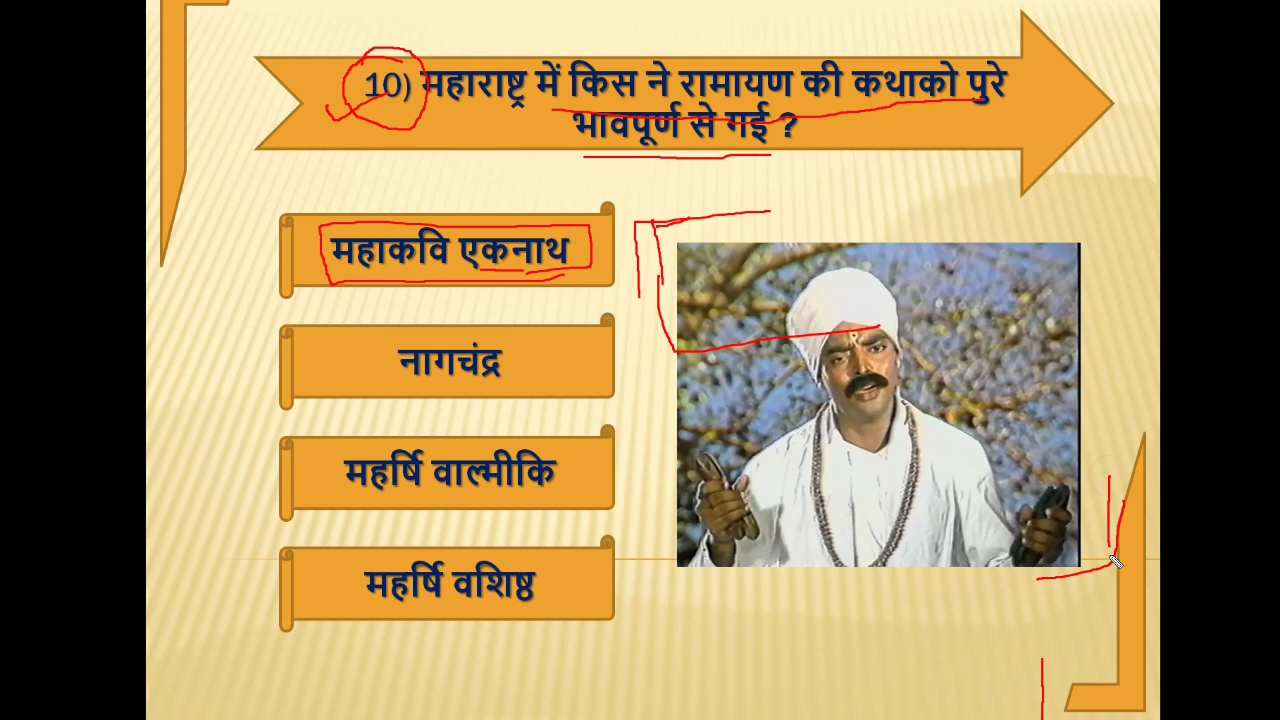 10) महाराष्ट्र में किस ने रामायण की कथाको पुरे
भावपूर्ण से गई ?
महाकवि एकनाथ
नागचंद्र
महर्षि वाल्मीकि
महर्षि वशिष्ठ